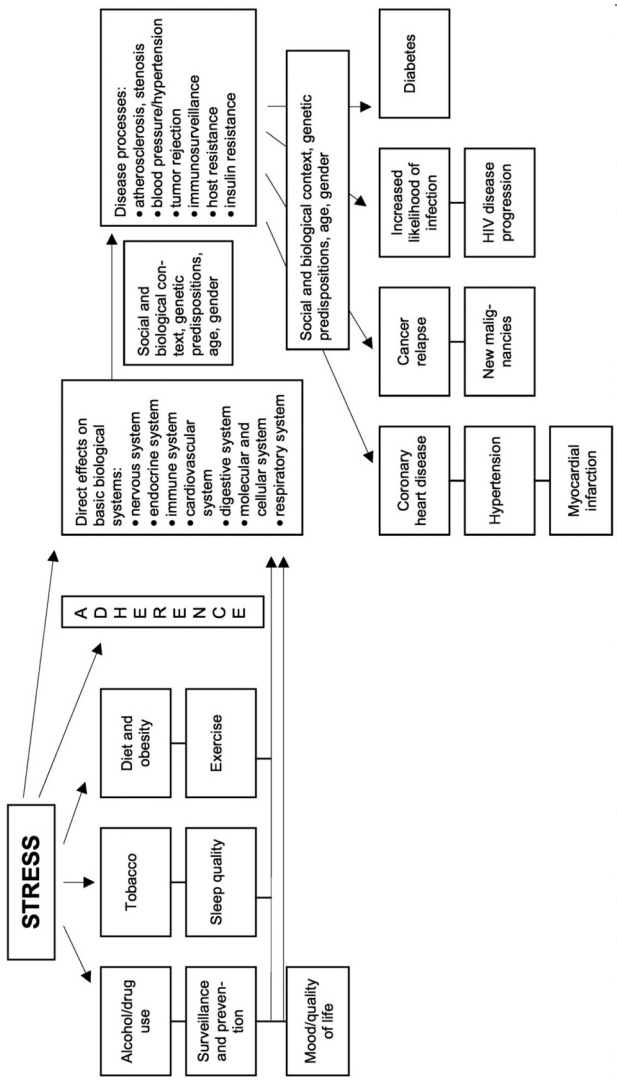 STRESS
Alcohol/drug
use
Surveillance
and preven-
tion
Mood/quality
of life
Tobacco
Sleep quality
Diet and
obesity
Exercise
A
D
H
E
R
E
N
C
E
Direct effects on
basic biological
systems:
• nervous system
• endocrine system
• immune system
• cardiovascular
system
• digestive system
• molecular and
cellular system
• respiratory system
Social and
biological con-
text, genetic
predispositions,
age, gender
Disease processes:
• atherosclerosis, stenosis
• blood pressure/hypertension
• tumor rejection
• immunosurveillance
• host resistance
• insulin resistance
Social and biological context, genetic
predispositions, age, gender
Coronary
heart disease
Hypertension
Myocardial
infarction
Cancer
relapse
New malig-
nancies
Increased
likelihood of
infection
HIV disease
progression
Diabetes